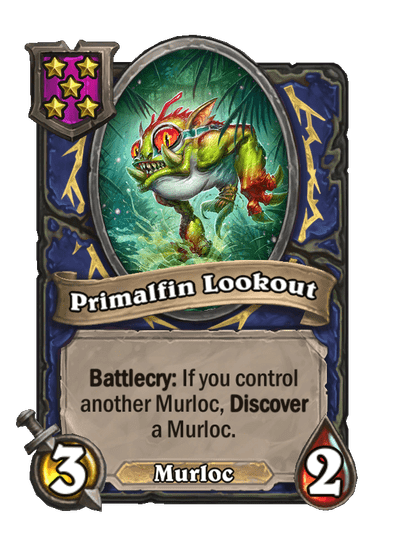 Primalfin Lookout
Battlecry: If you control
another Murloc, Discover
a Murloc.
3
Murloc
2